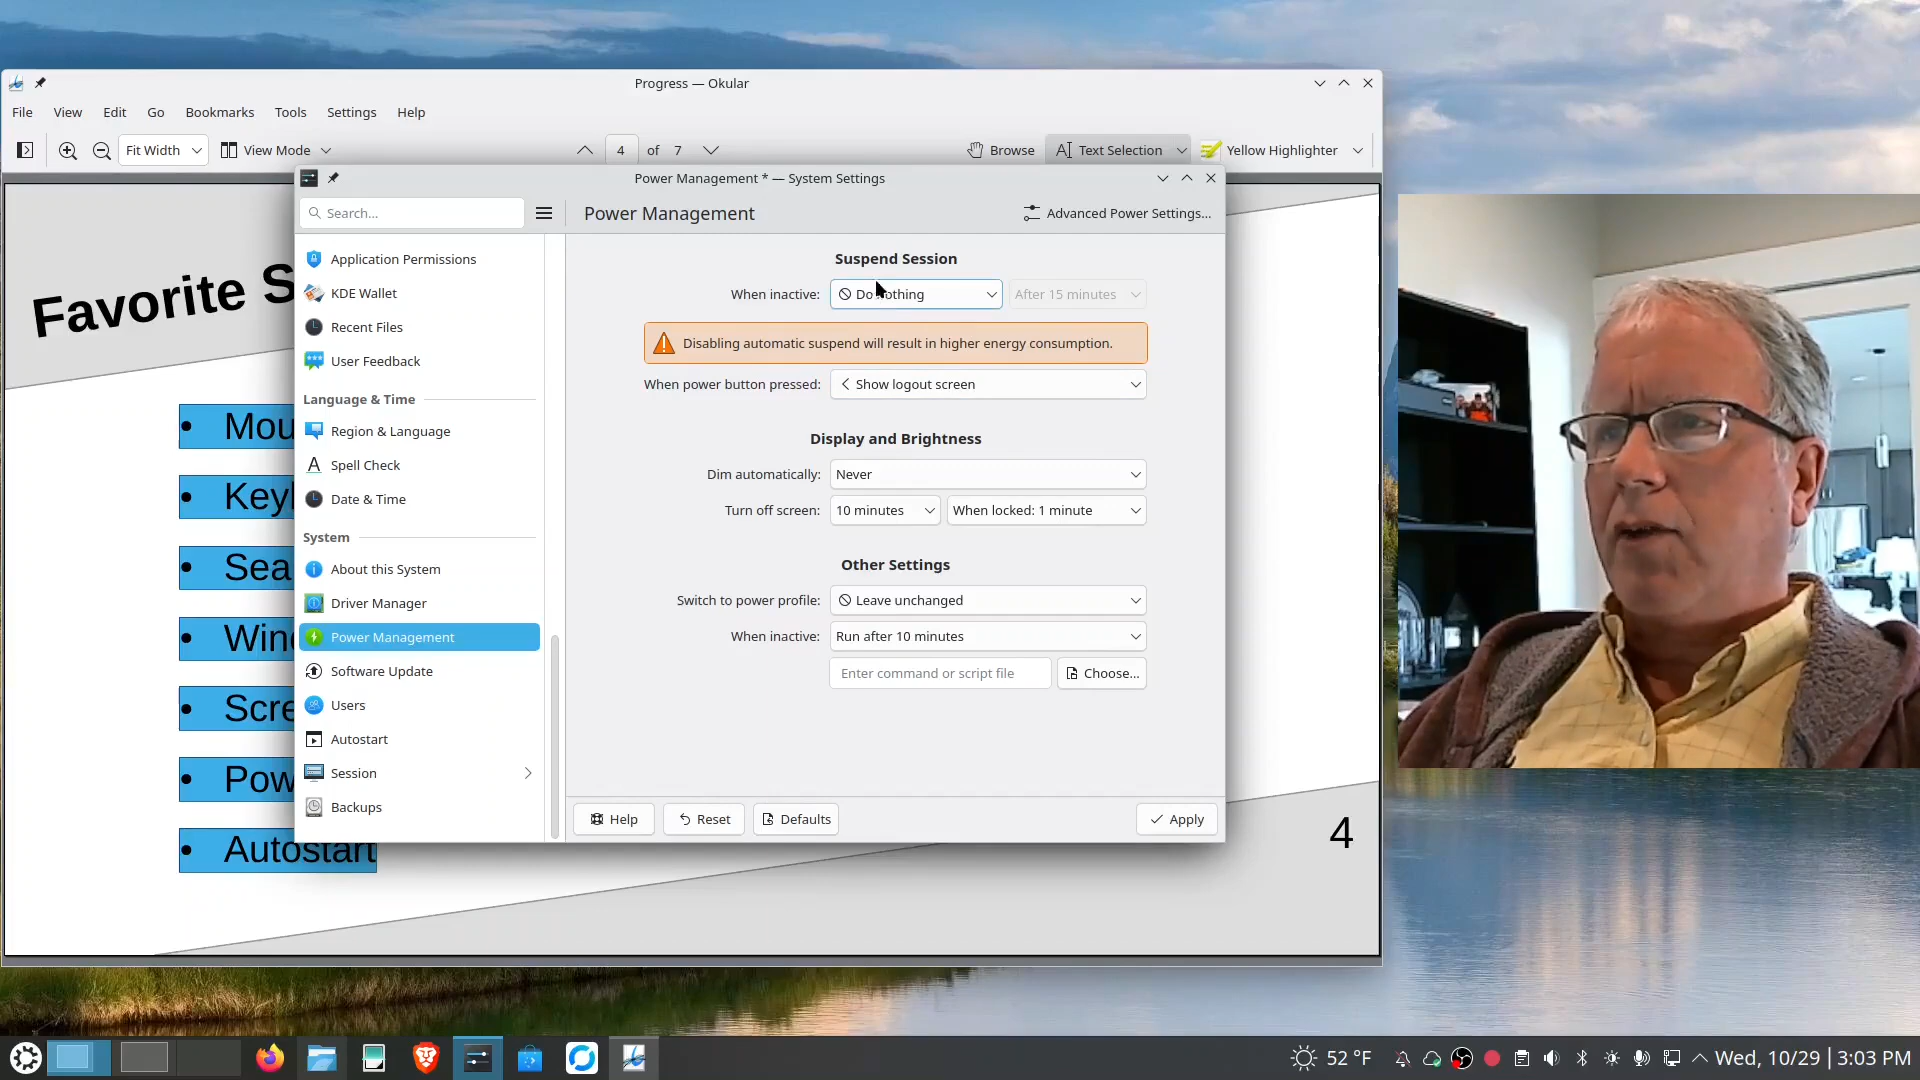 Progress — Okular
File View Edit Go Bookmarks Tools Settings Help
Fit Width View Mode 4 of 7 Browse Text Selection Yellow Highlighter
Power Management * — System Settings
Search... Power Management Advanced Power Settings...
Favorite S
Application Permissions
KDE Wallet
Recent Files
User Feedback
Language & Time
Region & Language
Spell Check
Date & Time
System
About this System
Driver Manager
Power Management
Software Update
Users
Autostart
Session
Backups
Suspend Session
When inactive: Do nothing After 15 minutes
Disabling automatic suspend will result in higher energy consumption.
When power button pressed: Show logout screen
Display and Brightness
Dim automatically: Never
Turn off screen: 10 minutes When locked: 1 minute
Other Settings
Switch to power profile: Leave unchanged
When inactive: Run after 10 minutes
Enter command or script file Choose...
Help Reset Defaults Apply
• Mou
• Key
• Sea
• Wind
• Scre
• Pow
• Autostart
4
52 °F Wed, 10/29 3:03 PM